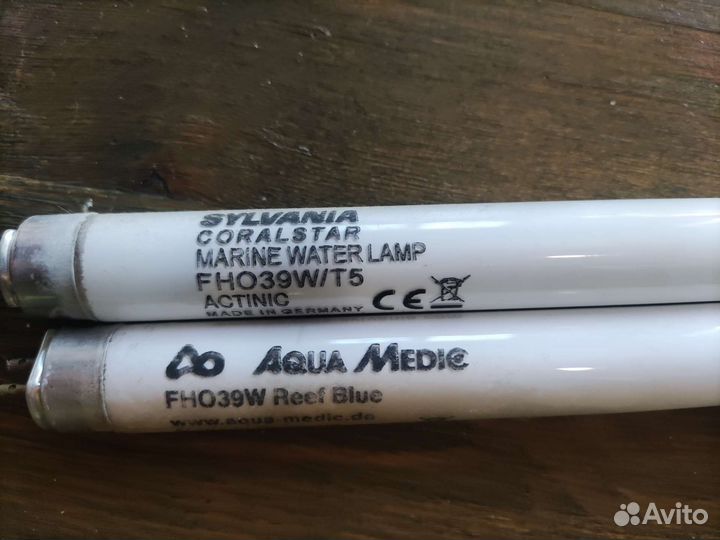 SYLVANIA
CORALSTAR
MARINE WATER LAMP
FHO39W/T5
ACTINIC
MADE IN GERMANY
CE
AQUA MEDIC
FHO39W Reef Blue
www.aqua-medic.de
Avito